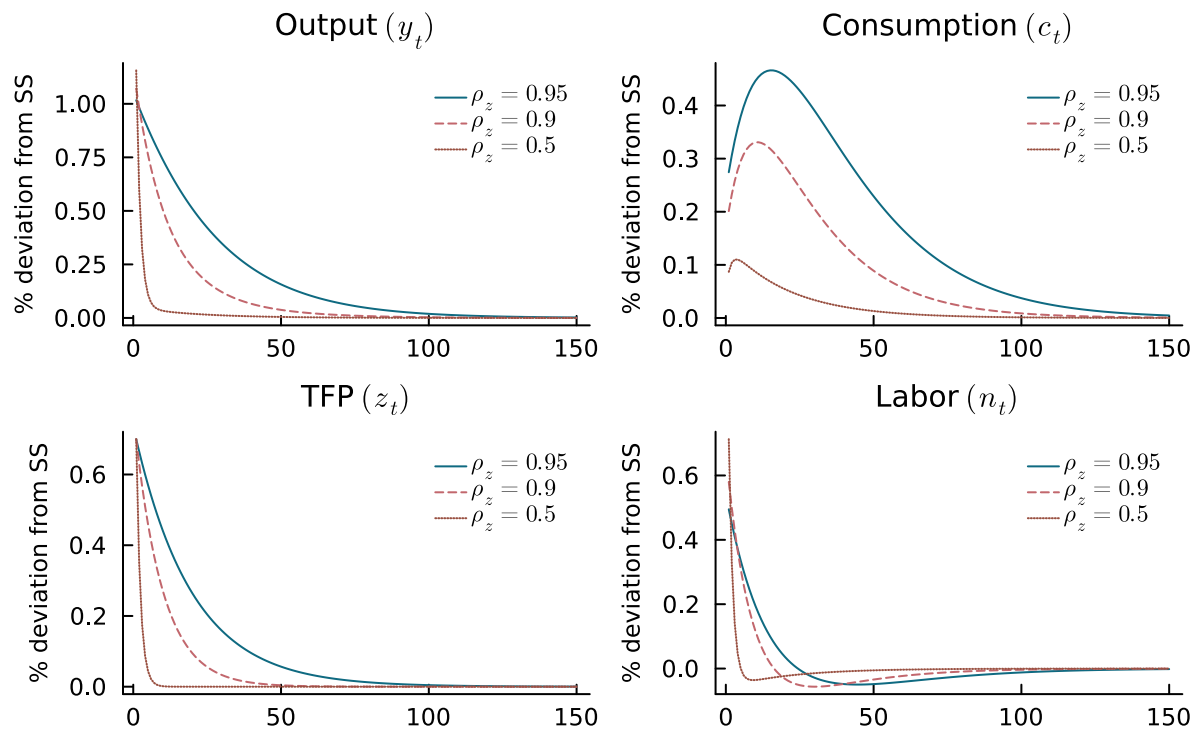 Output (y_t)
% deviation from SS
1.00
0.75
0.50
0.25
0.00
0
50
100
150
ρ_z = 0.95
ρ_z = 0.9
ρ_z = 0.5
Consumption (c_t)
% deviation from SS
0.4
0.3
0.2
0.1
0.0
0
50
100
150
ρ_z = 0.95
ρ_z = 0.9
ρ_z = 0.5
TFP (z_t)
% deviation from SS
0.6
0.4
0.2
0.0
0
50
100
150
ρ_z = 0.95
ρ_z = 0.9
ρ_z = 0.5
Labor (n_t)
% deviation from SS
0.6
0.4
0.2
0.0
0
50
100
150
ρ_z = 0.95
ρ_z = 0.9
ρ_z = 0.5